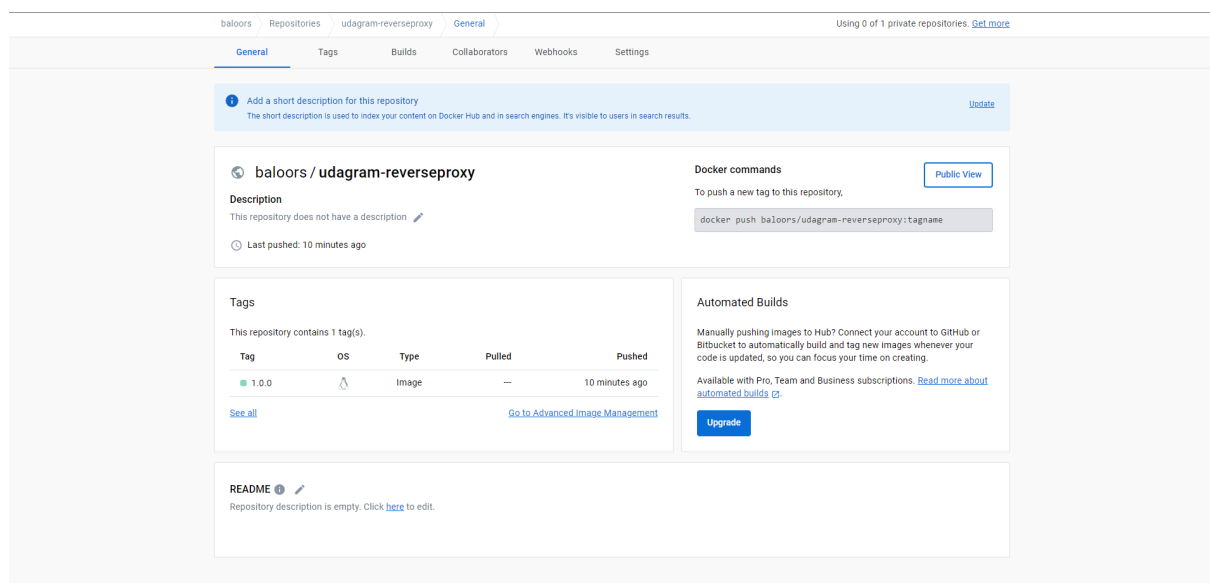 baloors Repositories udagram-reverseproxy General Using 0 of 1 private repositories. Get more
General Tags Builds Collaborators Webhooks Settings
Add a short description for this repository
The short description is used to index your content on Docker Hub and in search engines. It's visible to users in search results.
Update
baloors / udagram-reverseproxy
Description
This repository does not have a description
Last pushed: 10 minutes ago
Docker commands
Public View
To push a new tag to this repository,
docker push baloors/udagram-reverseproxy:tagname
Tags
This repository contains 1 tag(s).
Tag OS Type Pulled Pushed
1.0.0 Image --- 10 minutes ago
See all Go to Advanced Image Management
Automated Builds
Manually pushing images to Hub? Connect your account to GitHub or
Bitbucket to automatically build and tag new images whenever your
code is updated, so you can focus your time on creating.
Available with Pro, Team and Business subscriptions. Read more about
automated builds.
Upgrade
README
Repository description is empty. Click here to edit.